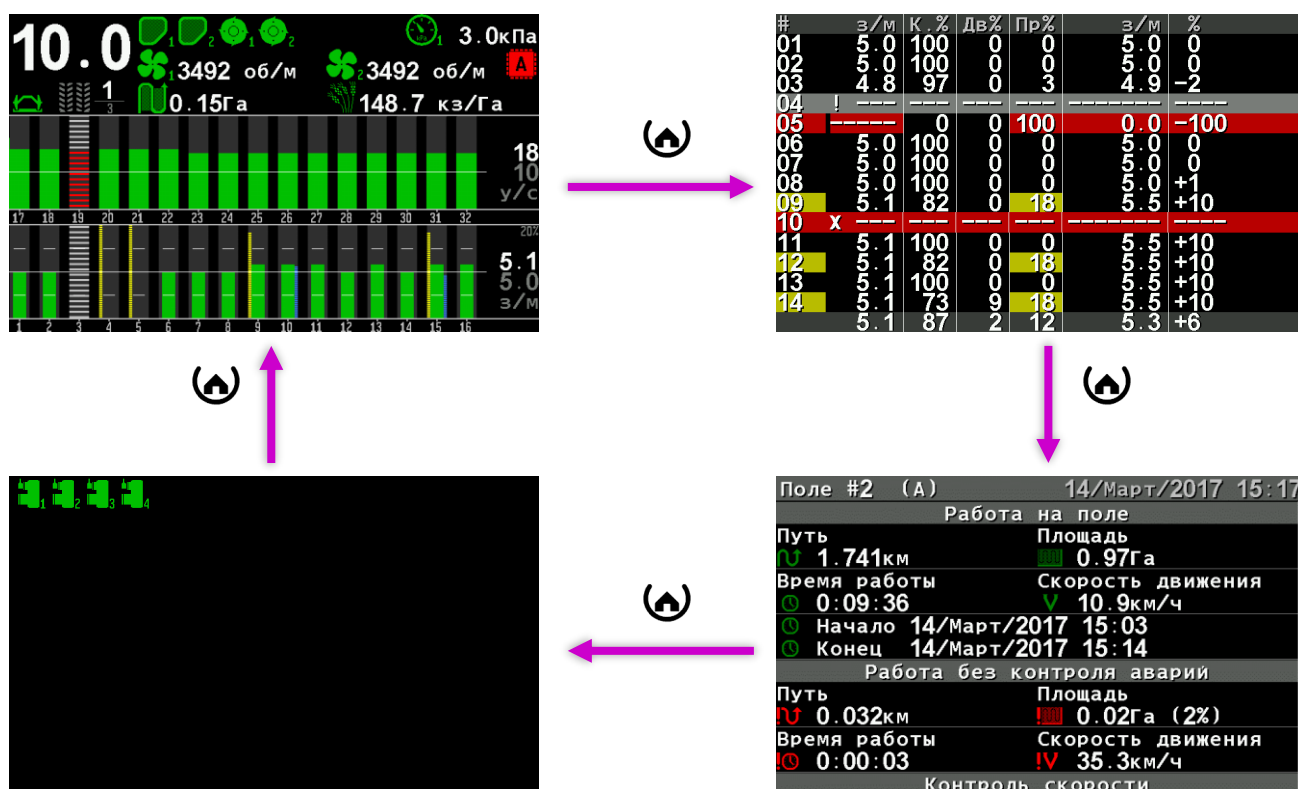 10.0 1 2 1 2 1 3.0кПа
1 3492 об/м 2 3492 об/м A
1
3 0.15Га 148.7 кз/Га
18
10
у/с
17 18 19 20 21 22 23 24 25 26 27 28 29 30 31 32
20%
5.1
5.0
з/м
1 2 3 4 5 6 7 8 9 10 11 12 13 14 15 16
# з/м К.% Дв% Пр% з/м %
01 5.0 100 0 0 5.0 0
02 5.0 100 0 0 5.0 0
03 4.8 97 0 3 4.9 −2
04 ! --- --- --- --- ------- ----
05 ----- 0 0 100 0.0 −100
06 5.0 100 0 0 5.0 0
07 5.0 100 0 0 5.0 0
08 5.0 100 0 0 5.0 +1
09 5.1 82 0 18 5.5 +10
10 X --- --- --- --- ------- ----
11 5.1 100 0 0 5.5 +10
12 5.1 82 0 18 5.5 +10
13 5.1 100 0 0 5.5 +10
14 5.1 73 9 18 5.5 +10
5.1 87 2 12 5.3 +6
1 2 3 4
Поле #2 (A) 14/Март/2017 15:17
Работа на поле
Путь Площадь
1.741км 0.97Га
Время работы Скорость движения
0:09:36 V 10.9км/ч
Начало 14/Март/2017 15:03
Конец 14/Март/2017 15:14
Работа без контроля аварий
Путь Площадь
! 0.032км ! 0.02Га (2%)
Время работы Скорость движения
! 0:00:03 !V 35.3км/ч
Контроль скорости